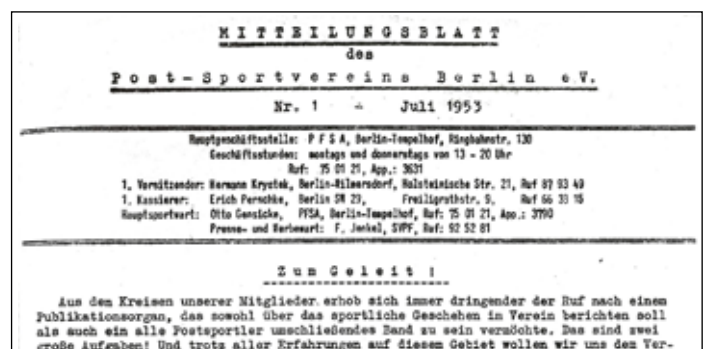 MITTEILUNGSBLATT
des
Post-Sportvereins Berlin e.V.
Nr. 1 - Juli 1953
Hauptgeschäftsstelle: P F S A, Berlin-Tempelhof, Ringbahnstr. 130
Geschäftsstunden: montags und donnerstags von 13 - 20 Uhr
Ruf: 75 01 21, App.: 3631
1. Vorsitzender: Hermann Krystek, Berlin-Wilmersdorf, Holsteinische Str. 21, Ruf 87 93 49
1. Kassierer: Erich Pernchke, Berlin SW 29, Freiligrathstr. 9, Ruf 66 33 15
Hauptsportwart: Otto Gensicke, PFSA, Berlin-Tempelhof, Ruf: 75 01 21, App.: 3790
Presse- und Werbewart: F. Jenkel, SVPF, Ruf: 92 52 81
Zum Geleit !
Aus den Kreisen unserer Mitglieder erhob sich immer dringender der Ruf nach einem
Publikationsorgan, das sowohl über das sportliche Geschehen im Verein berichten soll
als auch ein alle Postsportler umschließendes Band zu sein vermöchte. Das sind zwei
große Aufgaben! Und trotz aller Erfahrungen auf diesem Gebiet wollen wir uns dem Ver-